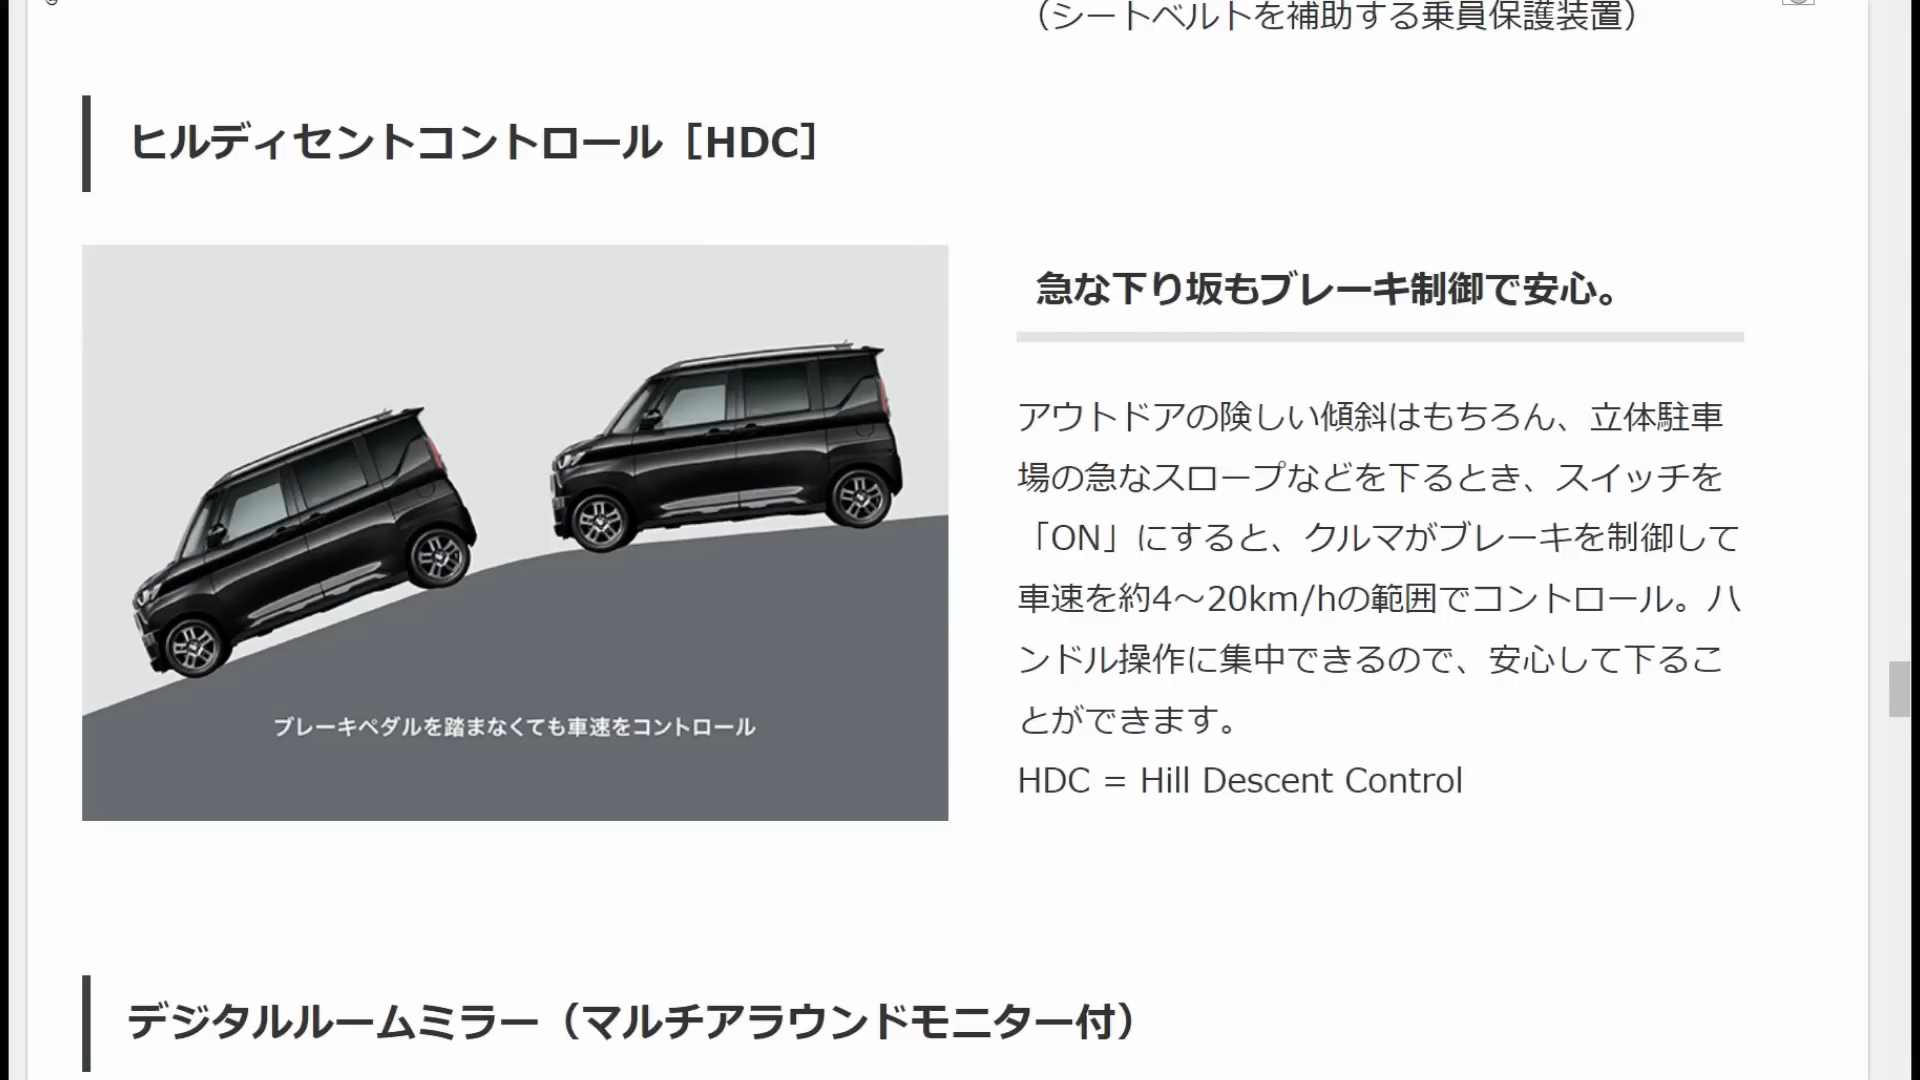 （シートベルトを補助する乗員保護装置）
ヒルディセントコントロール［HDC］
急な下り坂もブレーキ制御で安心。
アウトドアの険しい傾斜はもちろん、立体駐車
場の急なスロープなどを下るとき、スイッチを
「ON」にすると、クルマがブレーキを制御して
車速を約4～20km/hの範囲でコントロール。ハ
ンドル操作に集中できるので、安心して下るこ
とができます。
HDC = Hill Descent Control
ブレーキペダルを踏まなくても車速をコントロール
デジタルルームミラー（マルチアラウンドモニター付）